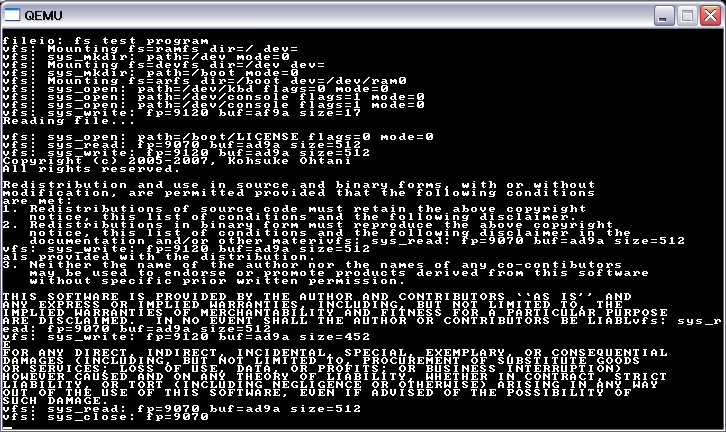 QEMU
fileio: fs test program
vfs: Mounting fs=ramfs dir=/ dev=
vfs: sys_mkdir: path=/dev mode=0
vfs: Mounting fs=devfs dir=/dev dev=
vfs: sys_mkdir: path=/boot mode=0
vfs: Mounting fs=arfs dir=/boot dev=/dev/ram0
vfs: sys_open: path=/dev/kbd flags=0 mode=0
vfs: sys_open: path=/dev/console flags=1 mode=0
vfs: sys_open: path=/dev/console flags=1 mode=0
vfs: sys_write: fp=9120 buf=af9a size=17
Reading file...
vfs: sys_open: path=/boot/LICENSE flags=0 mode=0
vfs: sys_read: fp=9070 buf=ad9a size=512
vfs: sys_write: fp=9120 buf=ad9a size=512
Copyright (c) 2005-2007, Kohsuke Ohtani
All rights reserved.
Redistribution and use in source and binary forms, with or without
modification, are permitted provided that the following conditions
are met:
1. Redistributions of source code must retain the above copyright
notice, this list of conditions and the following disclaimer.
2. Redistributions in binary form must reproduce the above copyright
notice, this list of conditions and the following disclaimer in the
documentation and/or other materivfs: sys_read: fp=9070 buf=ad9a size=512
vfs: sys_write: fp=9120 buf=ad9a size=512
als provided with the distribution.
3. Neither the name of the author nor the names of any co-contibutors
may be used to endorse or promote products derived from this software
without specific prior written permission.
THIS SOFTWARE IS PROVIDED BY THE AUTHOR AND CONTRIBUTORS ``AS IS'' AND
ANY EXPRESS OR IMPLIED WARRANTIES, INCLUDING, BUT NOT LIMITED TO, THE
IMPLIED WARRANTIES OF MERCHANTABILITY AND FITNESS FOR A PARTICULAR PURPOSE
ARE DISCLAIMED. IN NO EVENT SHALL THE AUTHOR OR CONTRIBUTORS BE LIABLvfs: sys_r
ead: fp=9070 buf=ad9a size=512
vfs: sys_write: fp=9120 buf=ad9a size=452
E
FOR ANY DIRECT, INDIRECT, INCIDENTAL, SPECIAL, EXEMPLARY, OR CONSEQUENTIAL
DAMAGES (INCLUDING, BUT NOT LIMITED TO, PROCUREMENT OF SUBSTITUTE GOODS
OR SERVICES; LOSS OF USE, DATA, OR PROFITS; OR BUSINESS INTERRUPTION)
HOWEVER CAUSED AND ON ANY THEORY OF LIABILITY, WHETHER IN CONTRACT, STRICT
LIABILITY, OR TORT (INCLUDING NEGLIGENCE OR OTHERWISE) ARISING IN ANY WAY
OUT OF THE USE OF THIS SOFTWARE, EVEN IF ADVISED OF THE POSSIBILITY OF
SUCH DAMAGE.
vfs: sys_read: fp=9070 buf=ad9a size=512
vfs: sys_close: fp=9070